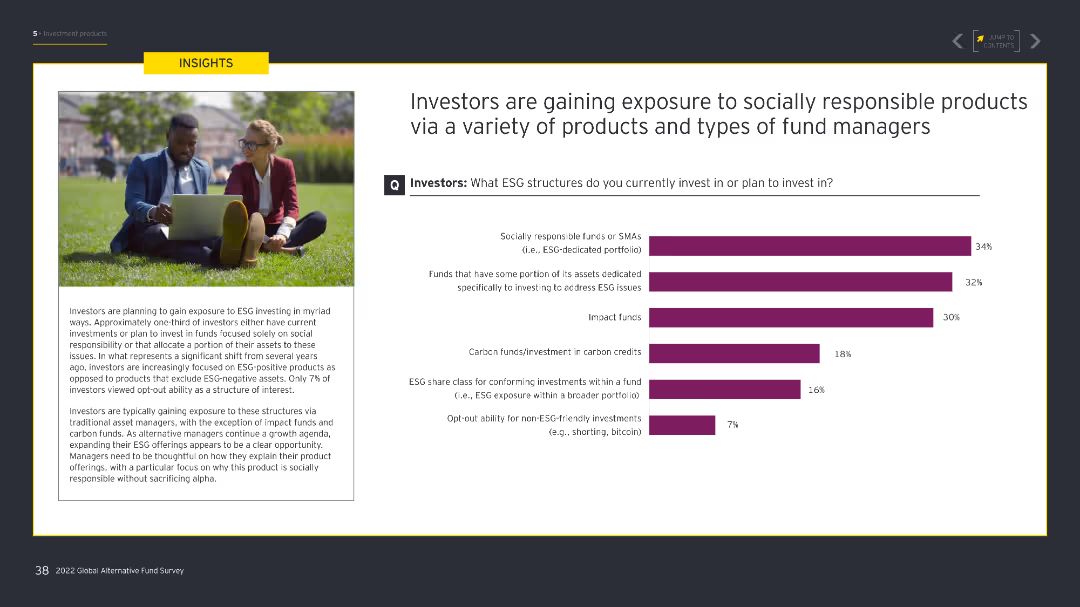 5 - Investment products
JUMP TO
CONTENTS
INSIGHTS
Investors are gaining exposure to socially responsible products
via a variety of products and types of fund managers
Q Investors: What ESG structures do you currently invest in or plan to invest in?
Socially responsible funds or SMAs
(i.e., ESG-dedicated portfolio)
34%
Funds that have some portion of its assets dedicated
specifically to investing to address ESG issues
32%
Impact funds
30%
Carbon funds/investment in carbon credits
18%
ESG share class for conforming investments within a fund
(i.e., ESG exposure within a broader portfolio)
16%
Opt-out ability for non-ESG-friendly investments
(e.g., shorting, bitcoin)
7%
Investors are planning to gain exposure to ESG investing in myriad
ways. Approximately one-third of investors either have current
investments or plan to invest in funds focused solely on social
responsibility or that allocate a portion of their assets to these
issues. In what represents a significant shift from several years
ago, investors are increasingly focused on ESG-positive products as
opposed to products that exclude ESG-negative assets. Only 7% of
investors viewed opt-out ability as a structure of interest.
Investors are typically gaining exposure to these structures via
traditional asset managers, with the exception of impact funds and
carbon funds. As alternative managers continue a growth agenda,
expanding their ESG offerings appears to be a clear opportunity.
Managers need to be thoughtful on how they explain their product
offerings, with a particular focus on why this product is socially
responsible without sacrificing alpha.
38 2022 Global Alternative Fund Survey